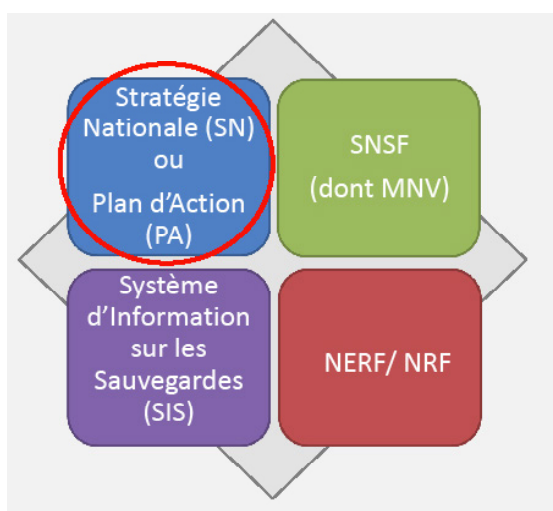 Stratégie
Nationale (SN)
ou
Plan d’Action
(PA)
SNSF
(dont MNV)
Système
d’Information
sur les
Sauvegardes
(SIS)
NERF/ NRF